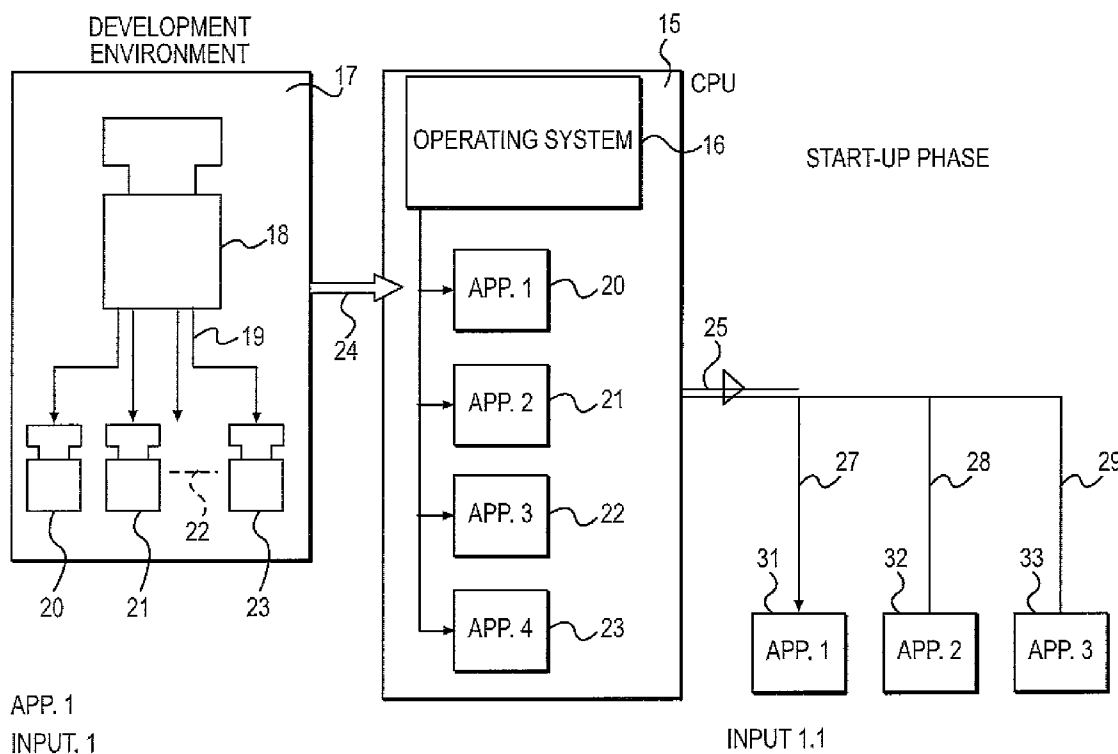 DEVELOPMENT
ENVIRONMENT
17
18
19
20
21
22
23
24
15
CPU
OPERATING SYSTEM
16
APP. 1
20
APP. 2
21
APP. 3
22
APP. 4
23
START-UP PHASE
25
27
28
29
31
32
33
APP. 1
APP. 2
APP. 3
APP. 1
INPUT. 1
INPUT 1.1